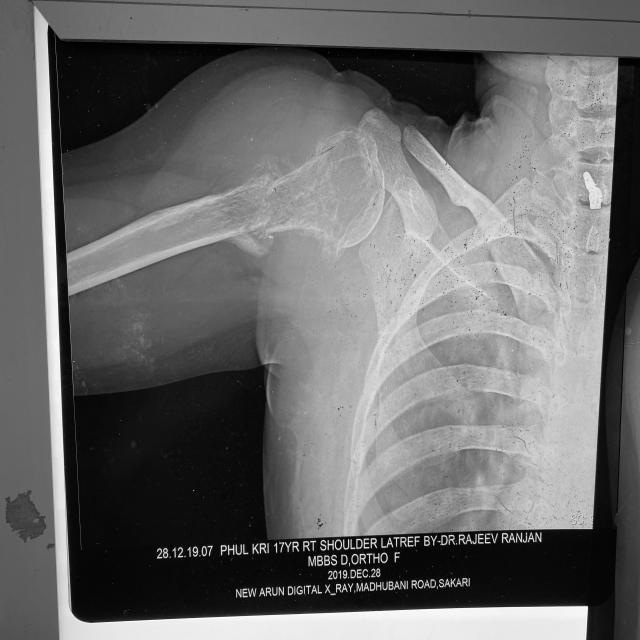 28.12.19.07 PHUL KRI 17YR RT SHOULDER LATREF BY-DR.RAJEEV RANJAN
MBBS D,ORTHO F
2019.DEC.28
NEW ARUN DIGITAL X_RAY,MADHUBANI ROAD,SAKARI